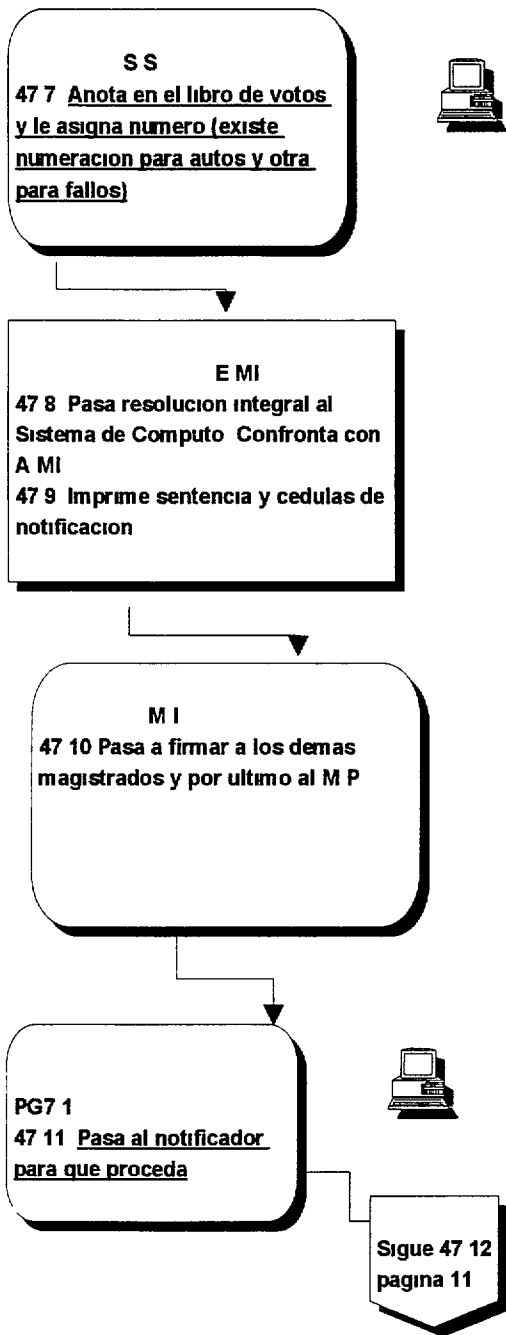 S S
47 7 Anota en el libro de votos
y le asigna numero (existe
numeracion para autos y otra
para fallos)
E MI
47 8 Pasa resolucion integral al
Sistema de Computo Confronta con
A MI
47 9 Imprime sentencia y cedulas de
notificacion
M I
47 10 Pasa a firmar a los demas
magistrados y por ultimo al M P
PG7 1
47 11 Pasa al notificador
para que proceda
Sigue 47 12
pagina 11